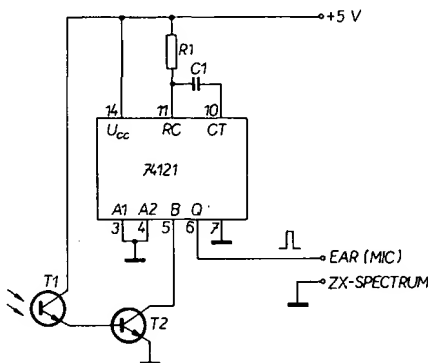 +5 V
R1
C1
14 11 10
Ucc RC CT
74121
A1 A2 B Q
3 4 5 6 7
EAR (MIC)
ZX-SPECTRUM
T1
T2